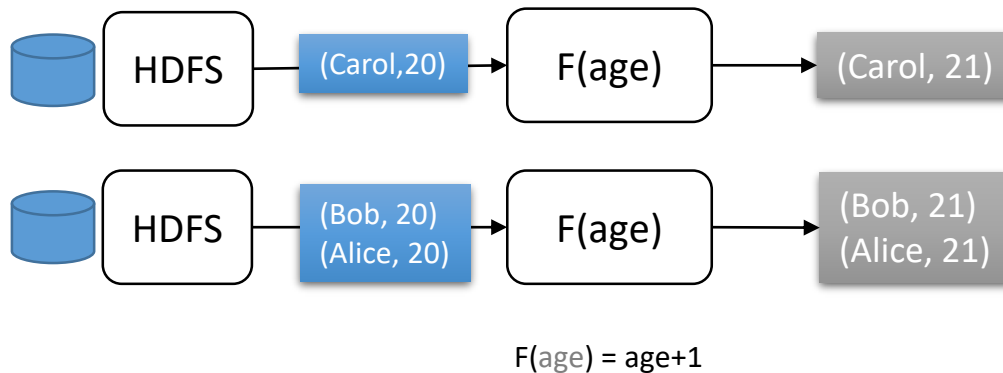 HDFS
(Carol,20)
F(age)
(Carol, 21)
HDFS
(Bob, 20)
(Alice, 20)
F(age)
(Bob, 21)
(Alice, 21)
F(age) = age+1